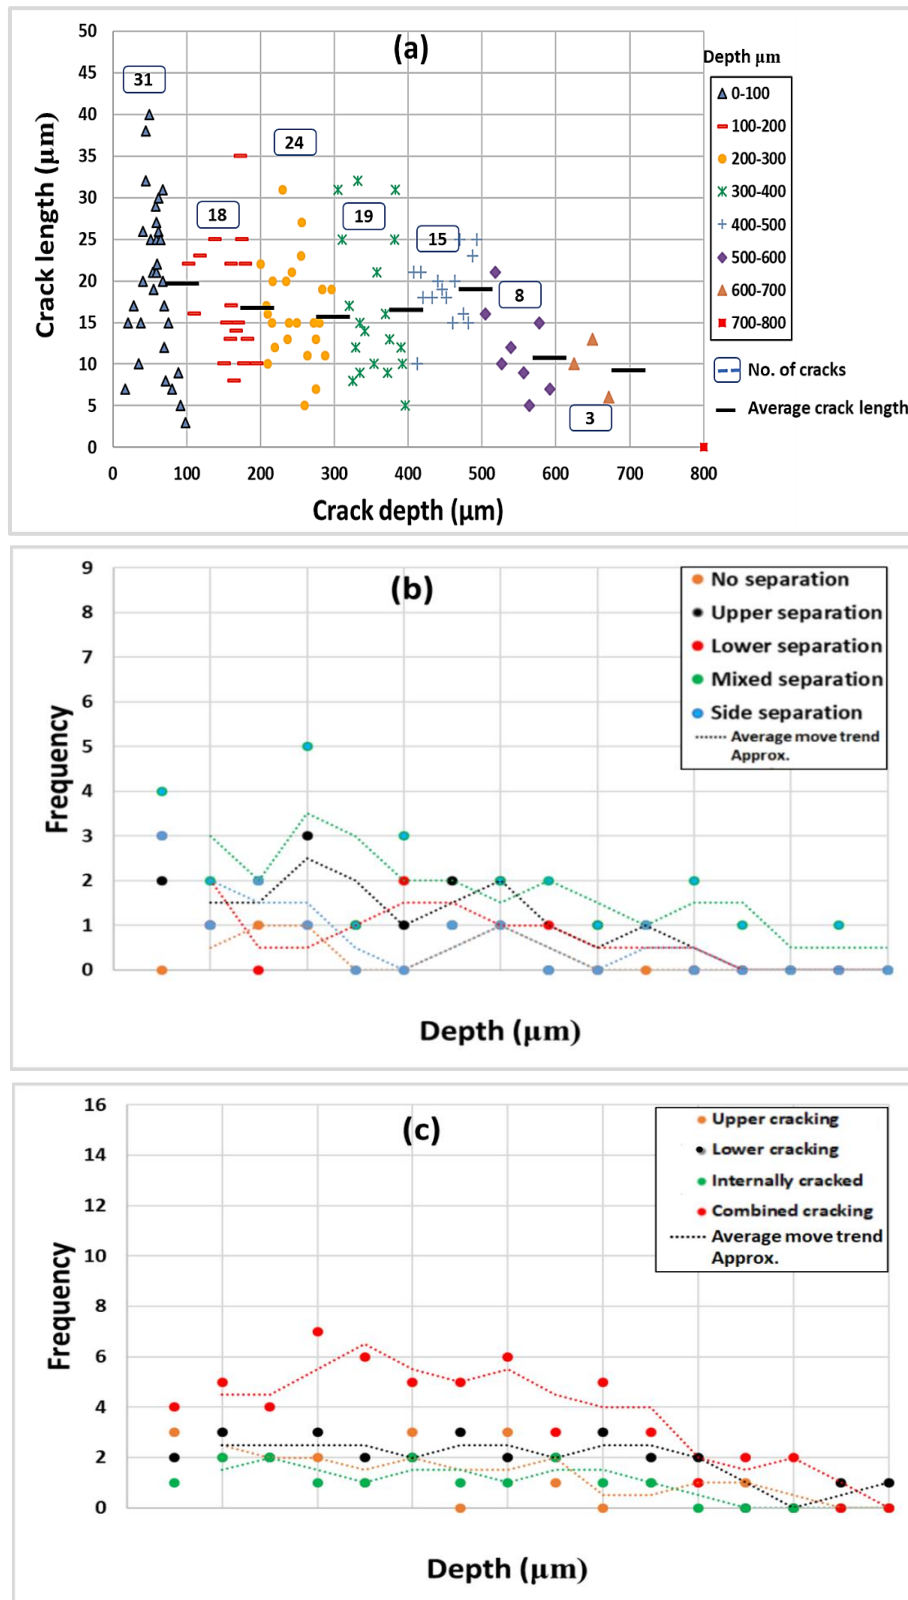 (a)
50
45
40
35
30
25
20
15
10
5
0
0 100 200 300 400 500 600 700 800
Crack length (μm)
Crack depth (μm)
31
18
24
19
15
8
3
Depth μm
0-100
100-200
200-300
300-400
400-500
500-600
600-700
700-800
No. of cracks
Average crack length
(b)
9
8
7
6
5
4
3
2
1
0
Frequency
Depth (μm)
No separation
Upper separation
Lower separation
Mixed separation
Side separation
Average move trend
Approx.
(c)
16
14
12
10
8
6
4
2
0
Frequency
Depth (μm)
Upper cracking
Lower cracking
Internally cracked
Combined cracking
Average move trend
Approx.